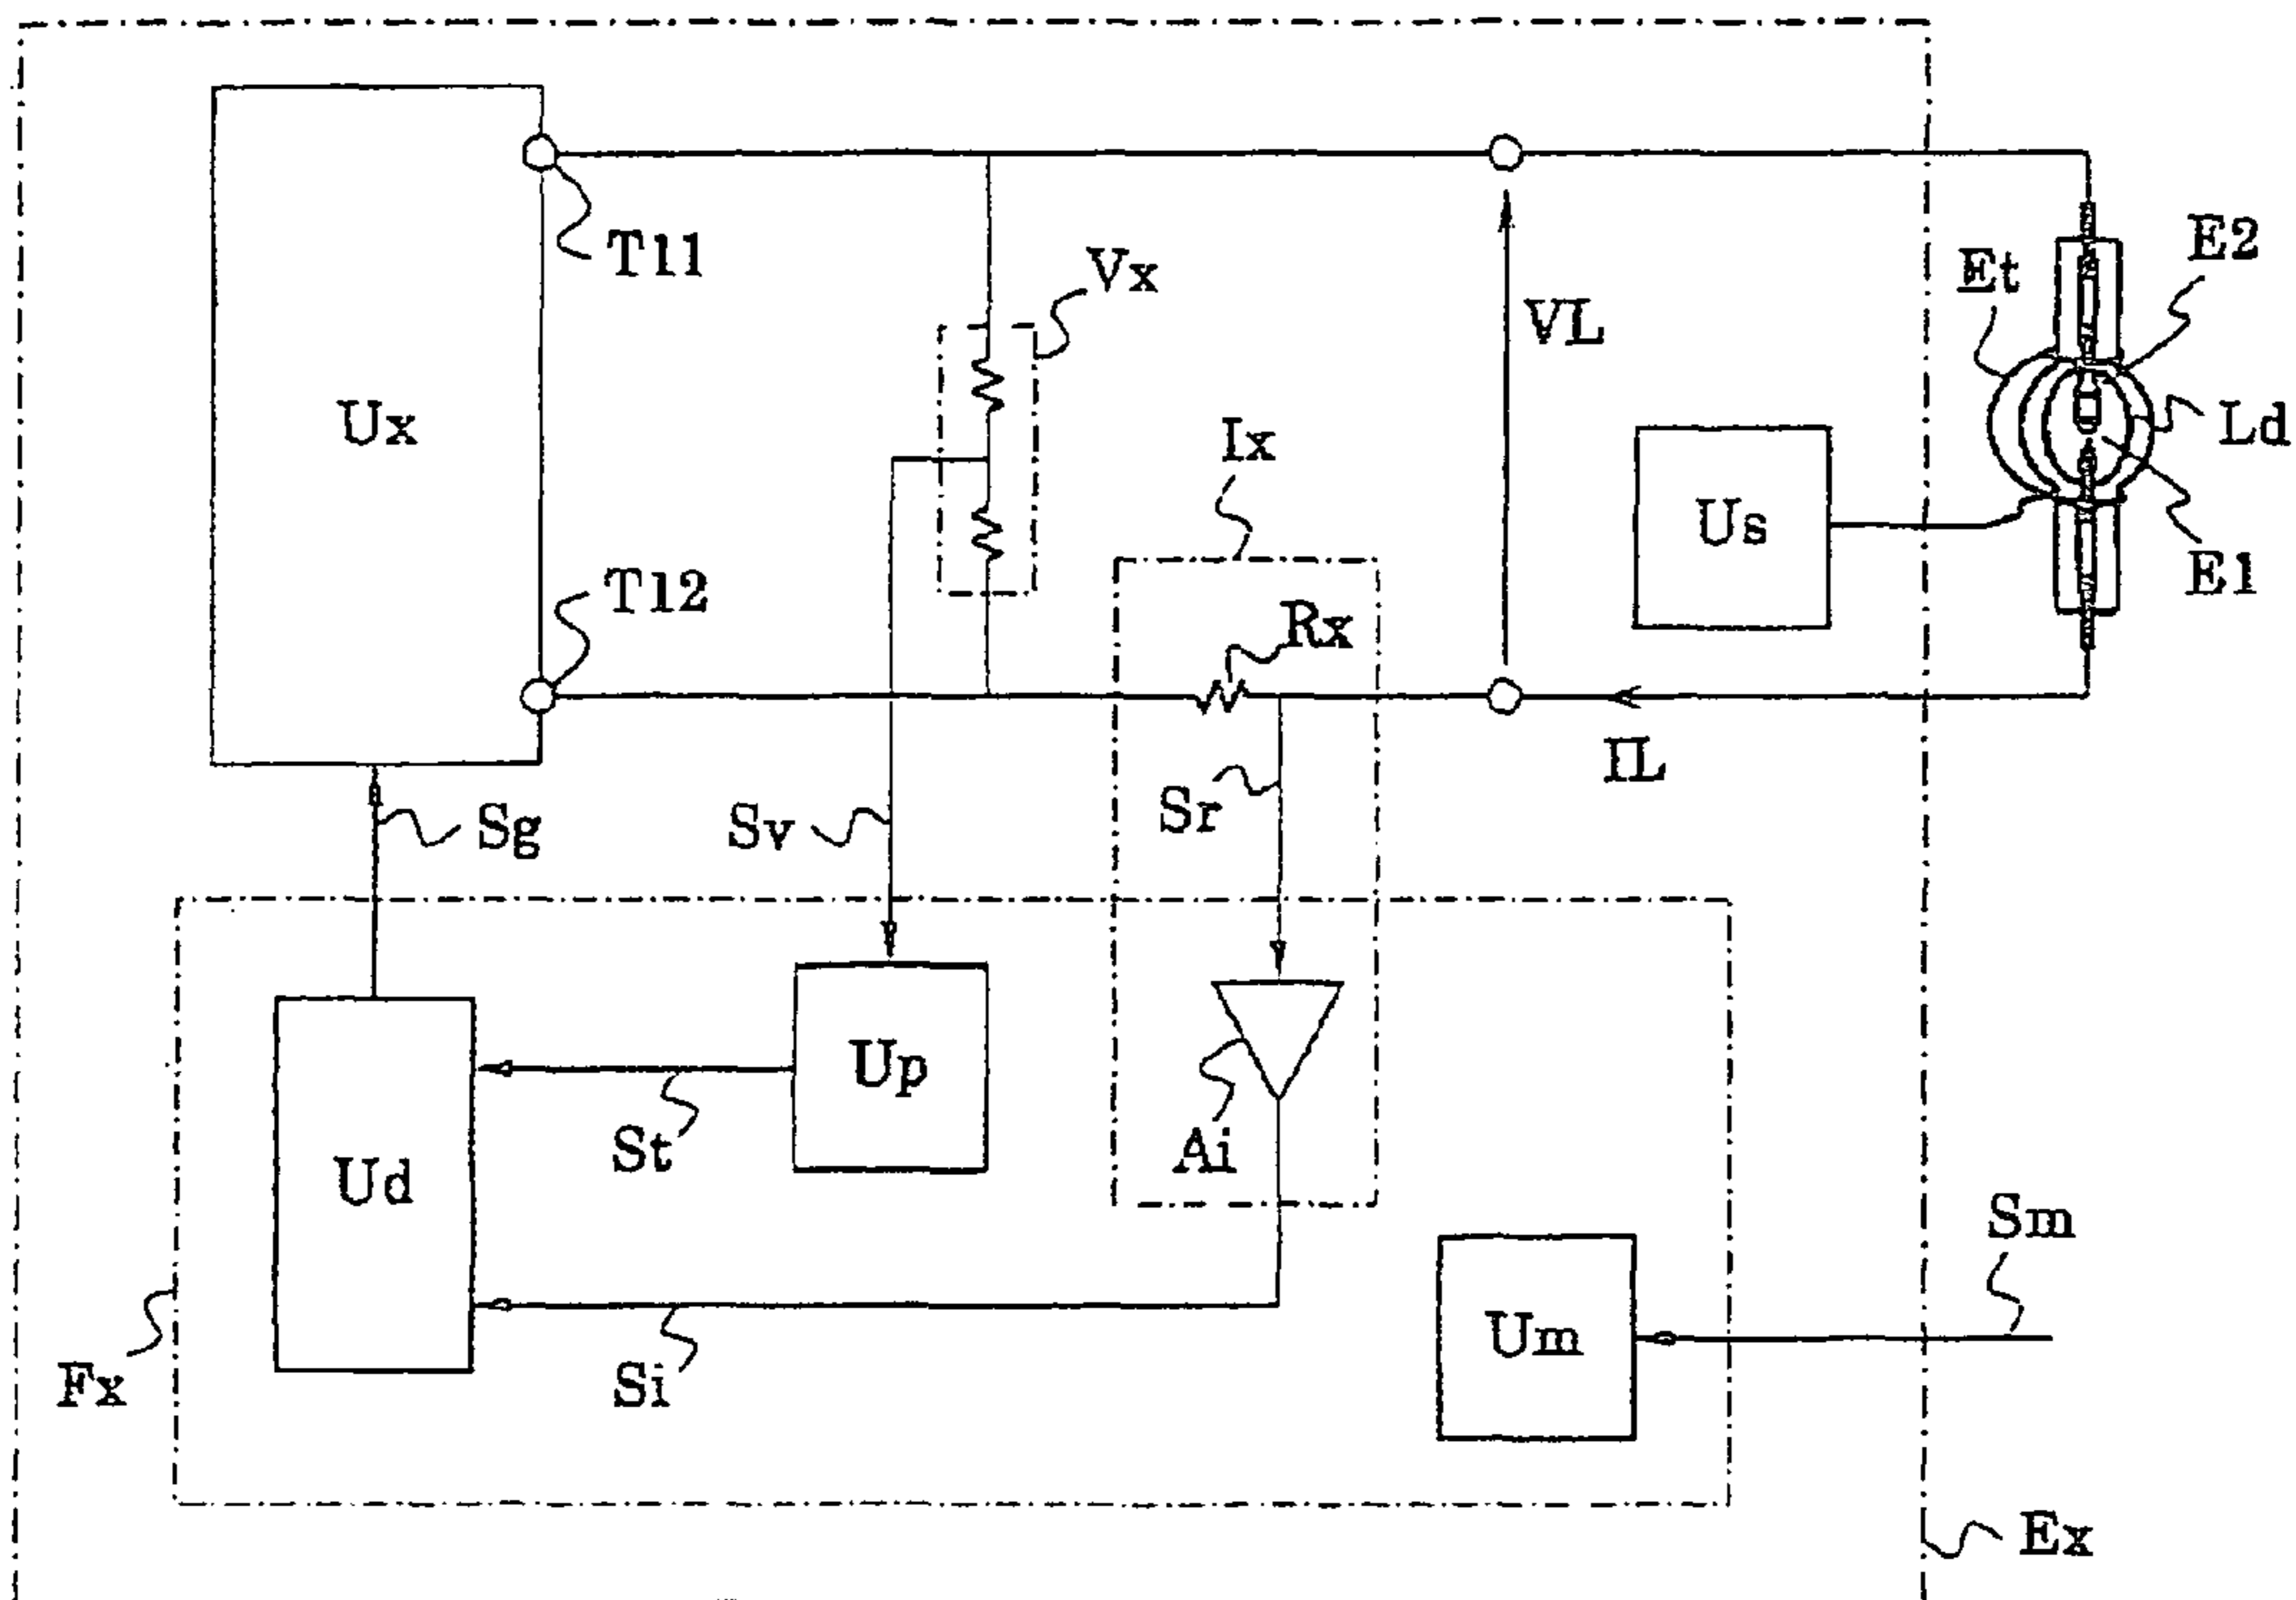 E2
T11
Vx
Et
VL
Ux
Ix
Ld
Us
T12
E1
Rx
IL
Sr
Sg
Sv
Up
Ai
St
Ud
Sm
Um
Fx
Si
Ex